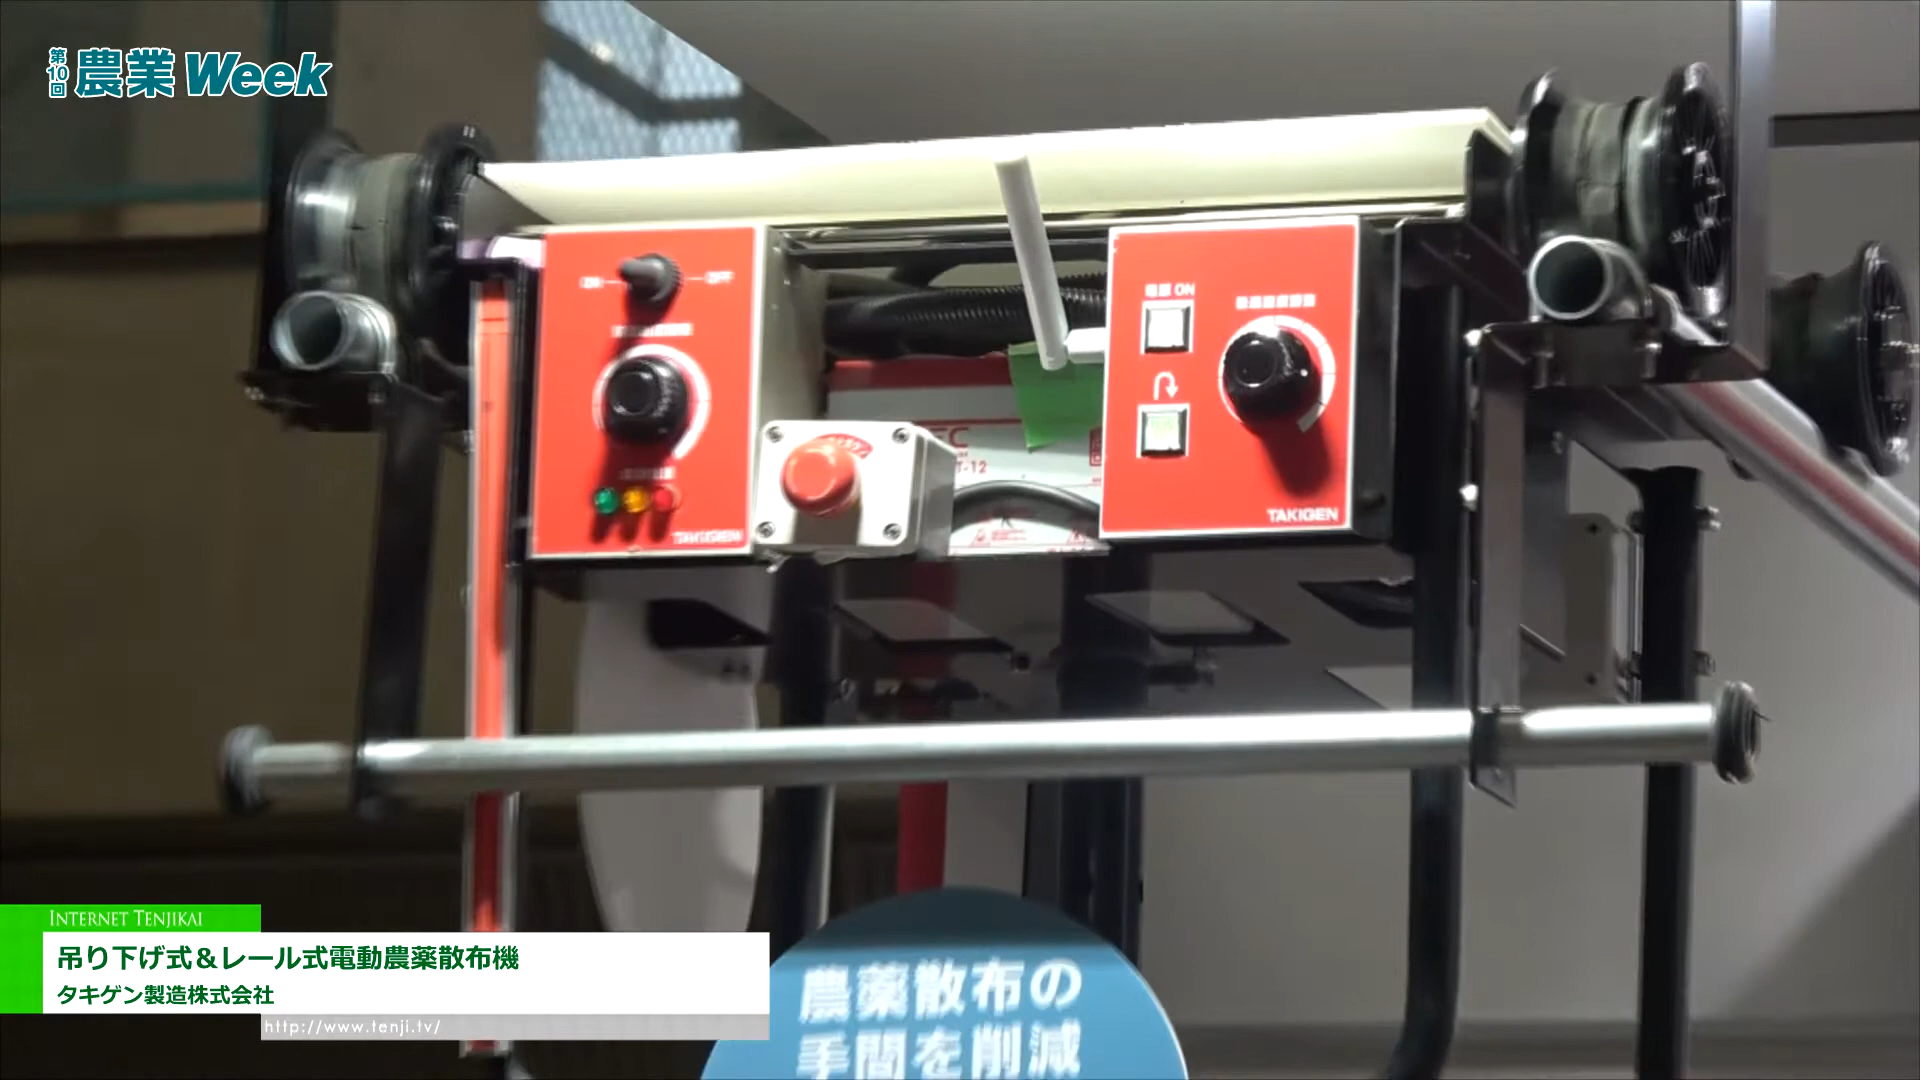 第10回
農業Week
ON
OFF
TAKIGEN
EC
T-12
電源 ON
TAKIGEN
INTERNET TENJIKAI
吊り下げ式＆レール式電動農薬散布機
タキゲン製造株式会社
http://www.tenji.tv/
農薬散布の
手間を削減